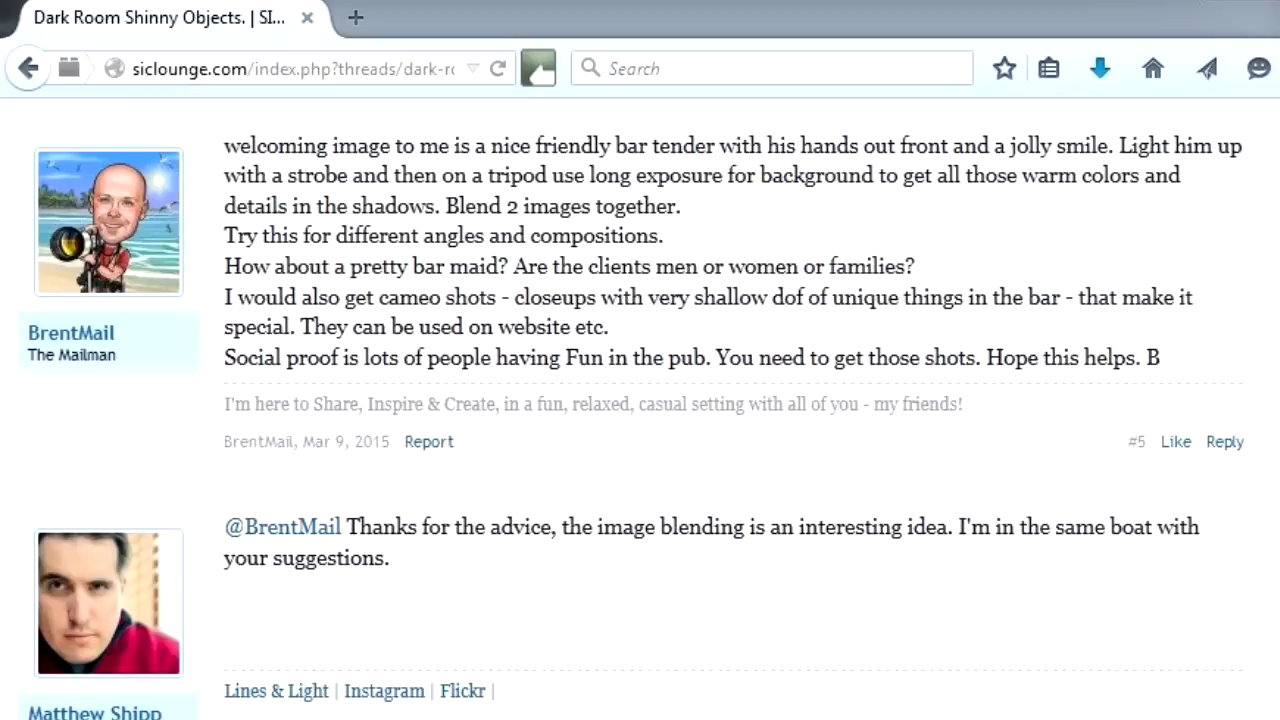 Dark Room Shinny Objects. | SI...
siclounge.com/index.php?threads/dark-ro
Search
welcoming image to me is a nice friendly bar tender with his hands out front and a jolly smile. Light him up
with a strobe and then on a tripod use long exposure for background to get all those warm colors and
details in the shadows. Blend 2 images together.
Try this for different angles and compositions.
How about a pretty bar maid? Are the clients men or women or families?
I would also get cameo shots - closeups with very shallow dof of unique things in the bar - that make it
special. They can be used on website etc.
Social proof is lots of people having Fun in the pub. You need to get those shots. Hope this helps. B
BrentMail
The Mailman
I'm here to Share, Inspire & Create, in a fun, relaxed, casual setting with all of you - my friends!
BrentMail, Mar 9, 2015 Report #5 Like Reply
@BrentMail Thanks for the advice, the image blending is an interesting idea. I'm in the same boat with
your suggestions.
Lines & Light | Instagram | Flickr |
Matthew Shipp